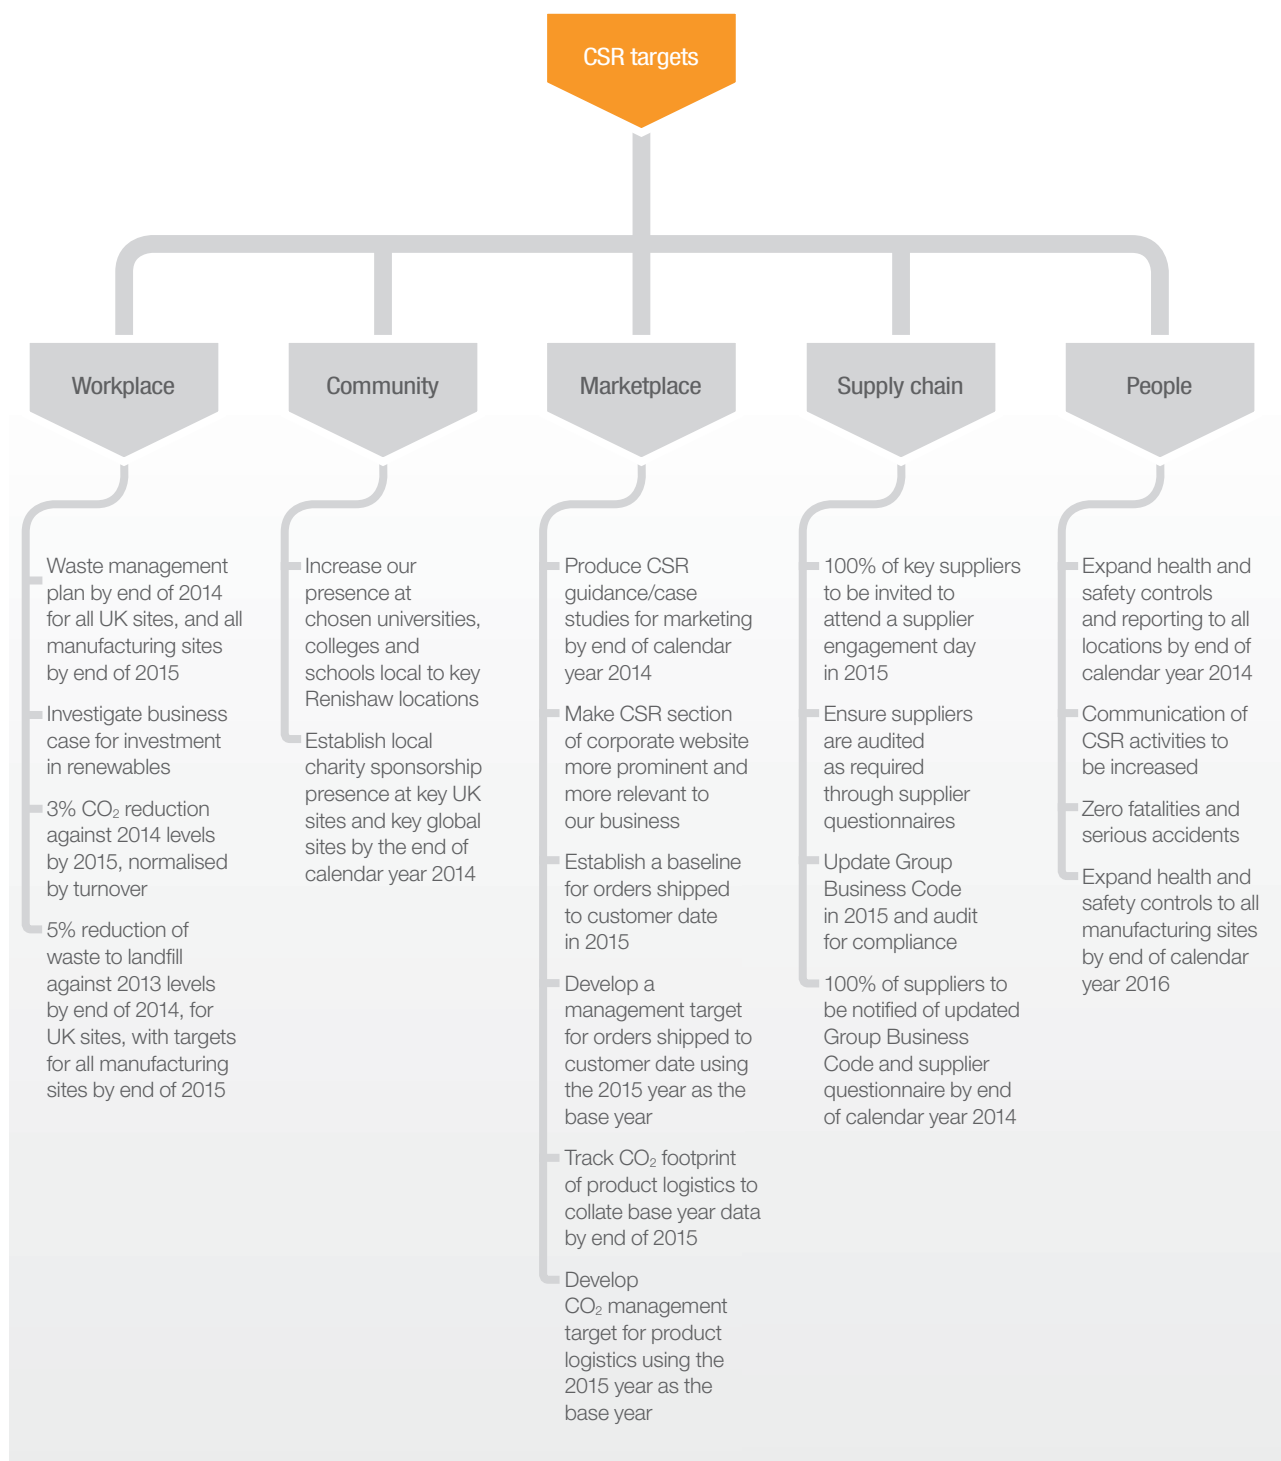 CSR targets
Workplace
Community
Marketplace
Supply chain
People
Waste management
plan by end of 2014
for all UK sites, and all
manufacturing sites
by end of 2015
Investigate business
case for investment
in renewables
3% CO₂ reduction
against 2014 levels
by 2015, normalised
by turnover
5% reduction of
waste to landfill
against 2013 levels
by end of 2014, for
UK sites, with targets
for all manufacturing
sites by end of 2015
Increase our
presence at
chosen universities,
colleges and
schools local to key
Renishaw locations
Establish local
charity sponsorship
presence at key UK
sites and key global
sites by the end of
calendar year 2014
Produce CSR
guidance/case
studies for marketing
by end of calendar
year 2014
Make CSR section
of corporate website
more prominent and
more relevant to
our business
Establish a baseline
for orders shipped
to customer date
in 2015
Develop a
management target
for orders shipped to
customer date using
the 2015 year as the
base year
Track CO₂ footprint
of product logistics to
collate base year data
by end of 2015
Develop
CO₂ management
target for product
logistics using the
2015 year as the
base year
100% of key suppliers
to be invited to
attend a supplier
engagement day
in 2015
Ensure suppliers
are audited
as required
through supplier
questionnaires
Update Group
Business Code
in 2015 and audit
for compliance
100% of suppliers to
be notified of updated
Group Business
Code and supplier
questionnaire by end
of calendar year 2014
Expand health and
safety controls
and reporting to all
locations by end of
calendar year 2014
Communication of
CSR activities to
be increased
Zero fatalities and
serious accidents
Expand health and
safety controls to all
manufacturing sites
by end of calendar
year 2016